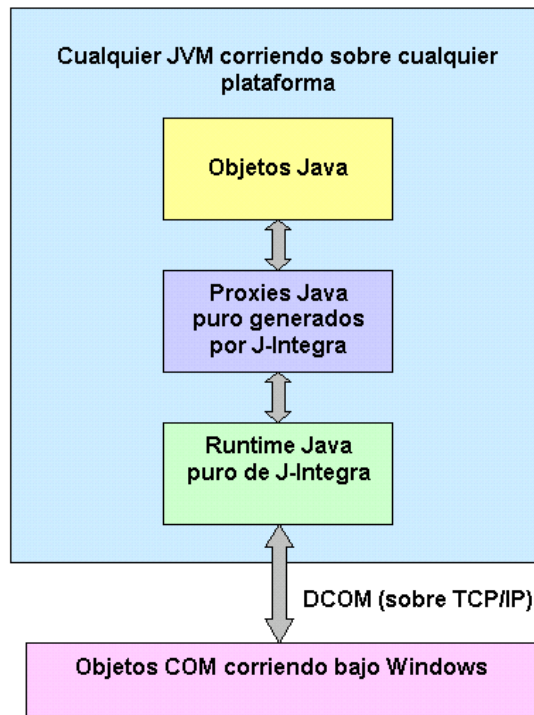 Cualquier JVM corriendo sobre cualquier
plataforma
Objetos Java
Proxies Java
puro generados
por J-Integra
Runtime Java
puro de J-Integra
DCOM (sobre TCP/IP)
Objetos COM corriendo bajo Windows